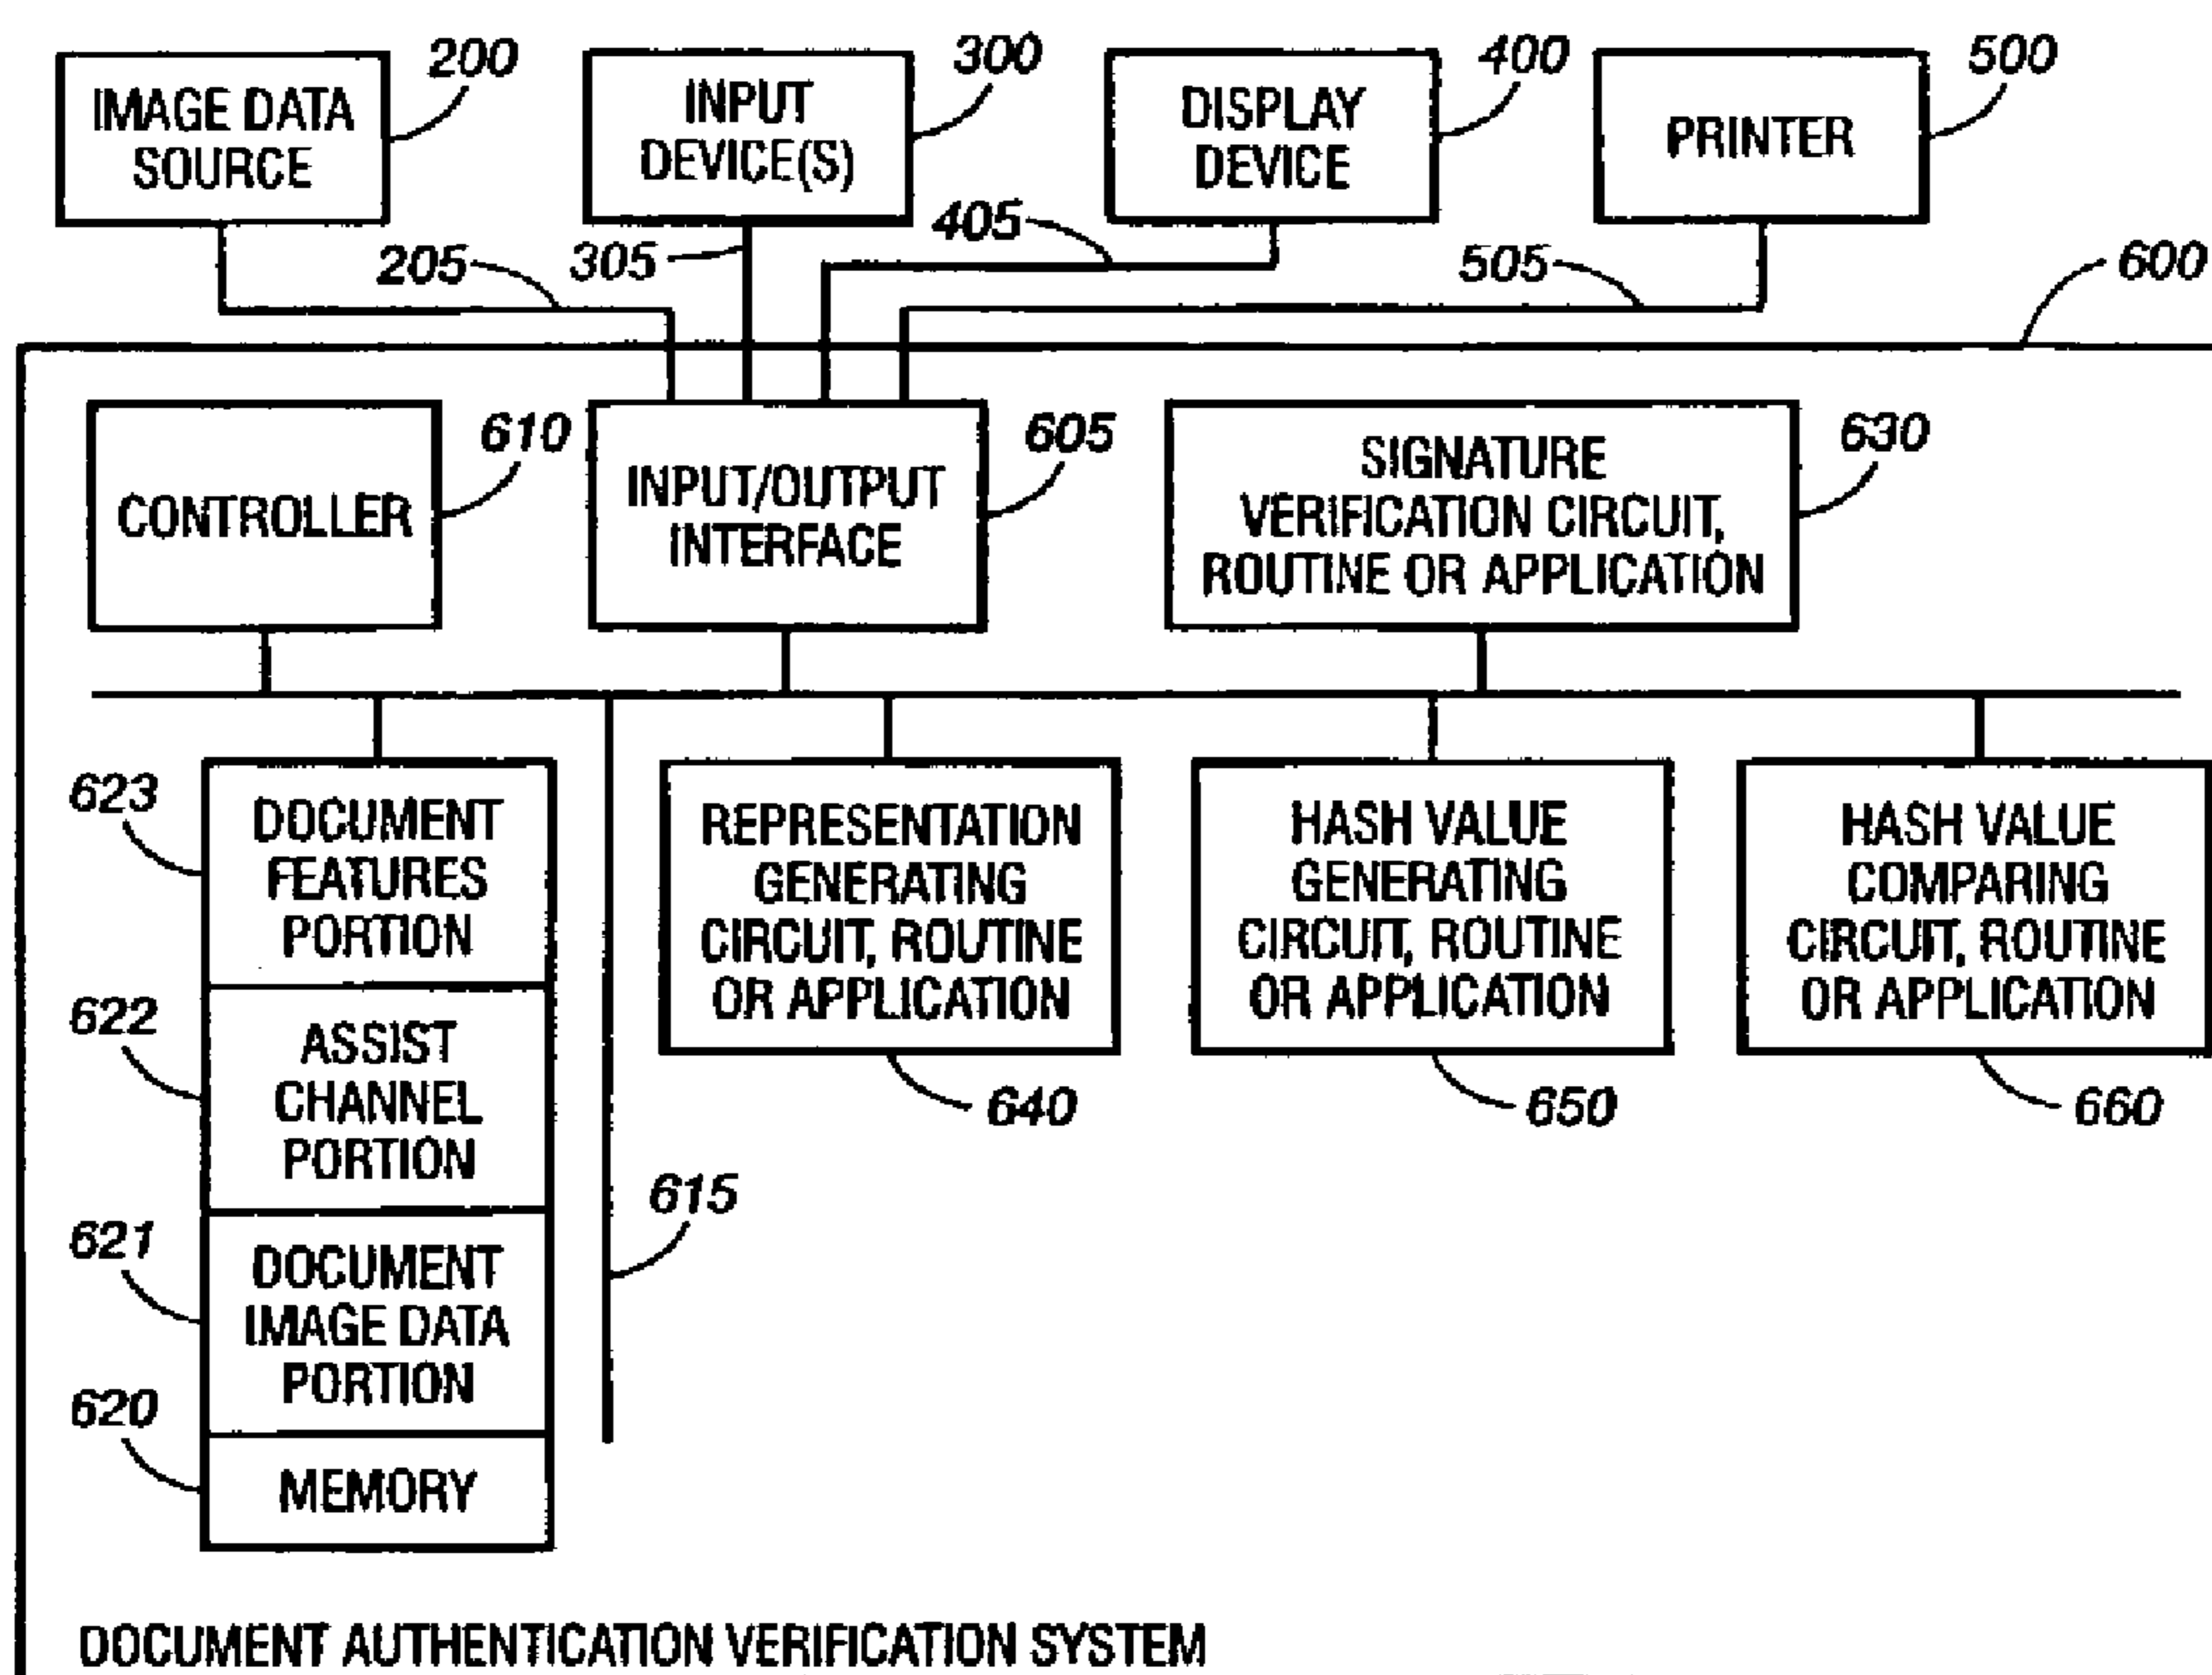 200
300
400
500
IMAGE DATA
SOURCE
INPUT
DEVICE(S)
DISPLAY
DEVICE
PRINTER
205
305
405
505
600
610
605
630
CONTROLLER
INPUT/OUTPUT
INTERFACE
SIGNATURE
VERIFICATION CIRCUIT,
ROUTINE OR APPLICATION
623
DOCUMENT
FEATURES
PORTION
REPRESENTATION
GENERATING
CIRCUIT, ROUTINE
OR APPLICATION
HASH VALUE
GENERATING
CIRCUIT, ROUTINE
OR APPLICATION
HASH VALUE
COMPARING
CIRCUIT, ROUTINE
OR APPLICATION
622
ASSIST
CHANNEL
PORTION
640
650
660
615
621
DOCUMENT
IMAGE DATA
PORTION
620
MEMORY
DOCUMENT AUTHENTICATION VERIFICATION SYSTEM